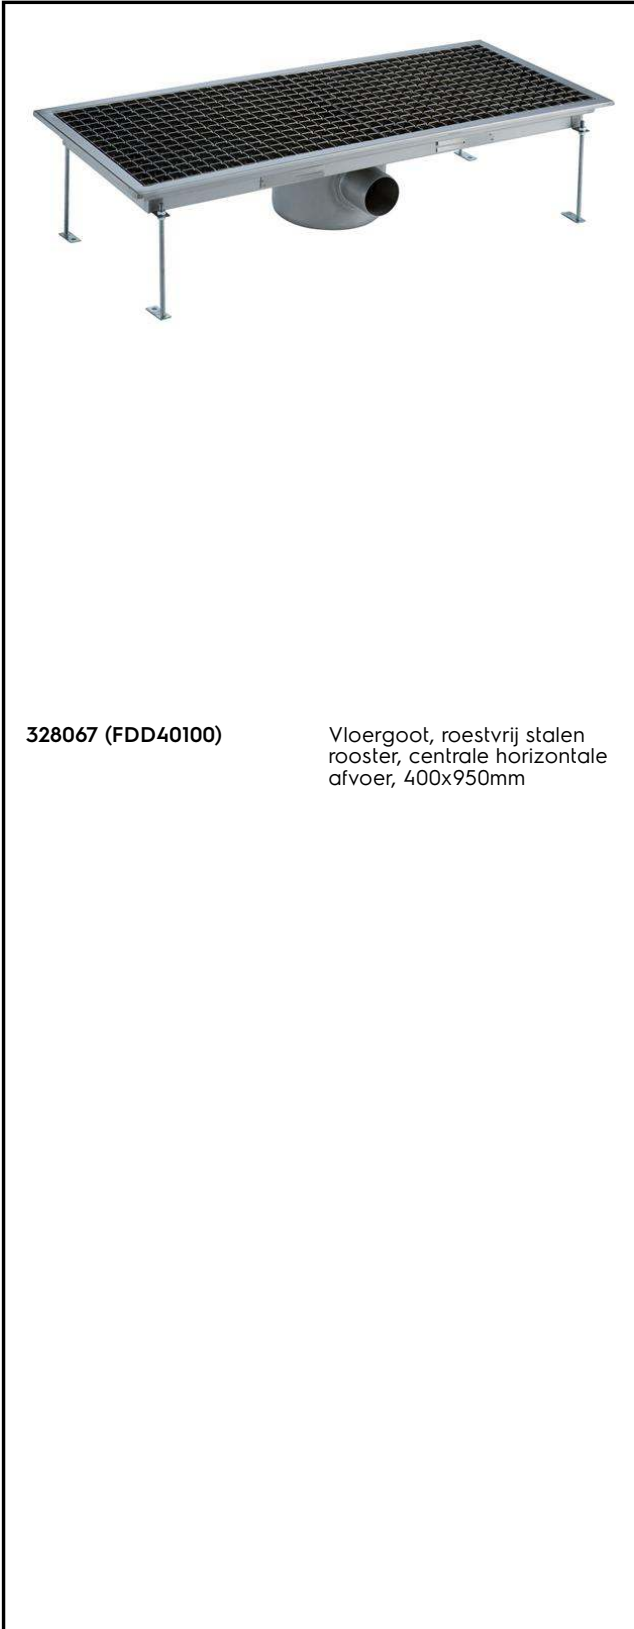 328067 (FDD40100)
Vloergoot, roestvrij stalen
rooster, centrale horizontale
afvoer, 400x950mm